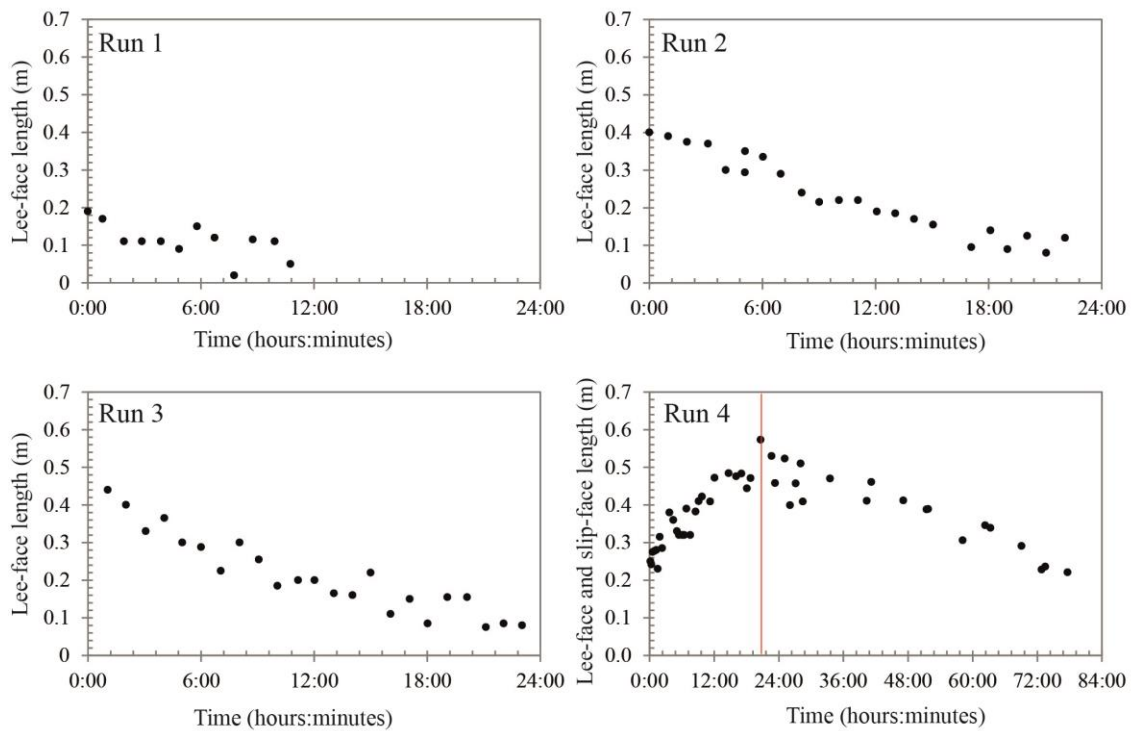 Run 1
Lee-face length (m)
0.7
0.6
0.5
0.4
0.3
0.2
0.1
0
0:00 6:00 12:00 18:00 24:00
Time (hours:minutes)
Run 2
Lee-face length (m)
0.7
0.6
0.5
0.4
0.3
0.2
0.1
0
0:00 6:00 12:00 18:00 24:00
Time (hours:minutes)
Run 3
Lee-face length (m)
0.7
0.6
0.5
0.4
0.3
0.2
0.1
0
0:00 6:00 12:00 18:00 24:00
Time (hours:minutes)
Run 4
Lee-face and slip-face length (m)
0.7
0.6
0.5
0.4
0.3
0.2
0.1
0
0:00 12:00 24:00 36:00 48:00 60:00 72:00 84:00
Time (hours:minutes)